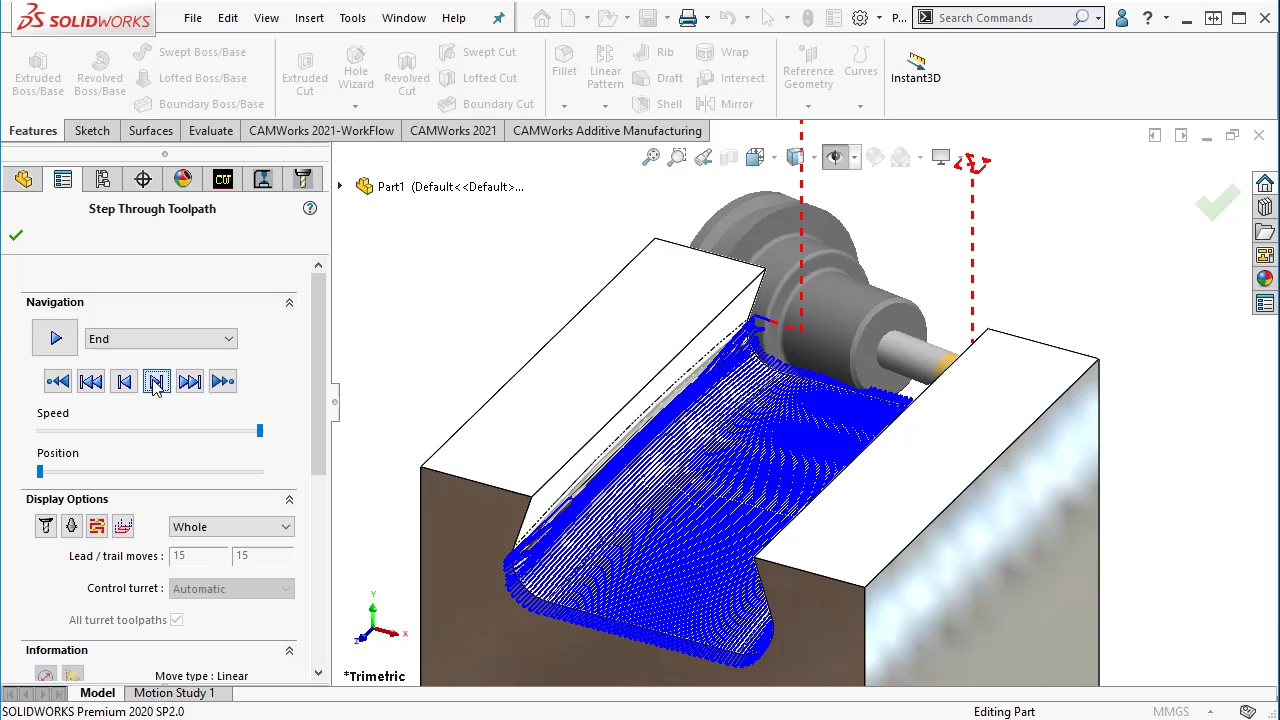 SOLIDWORKS
File Edit View Insert Tools Window Help
P...
Search Commands
?
Extruded Boss/Base
Revolved Boss/Base
Swept Boss/Base
Lofted Boss/Base
Boundary Boss/Base
Extruded Cut
Hole Wizard
Revolved Cut
Swept Cut
Lofted Cut
Boundary Cut
Fillet
Linear Pattern
Rib
Draft
Shell
Wrap
Intersect
Mirror
Reference Geometry
Curves
Instant3D
Features Sketch Surfaces Evaluate CAMWorks 2021-WorkFlow CAMWorks 2021 CAMWorks Additive Manufacturing
Part1 (Default<<Default>...
Step Through Toolpath
?
Navigation
End
Speed
Position
Display Options
Whole
Lead / trail moves : 15 15
Control turret : Automatic
All turret toolpaths
Information
Move type : Linear
Y
X
Z
*Trimetric
Model Motion Study 1
SOLIDWORKS Premium 2020 SP2.0
Editing Part
MMGS